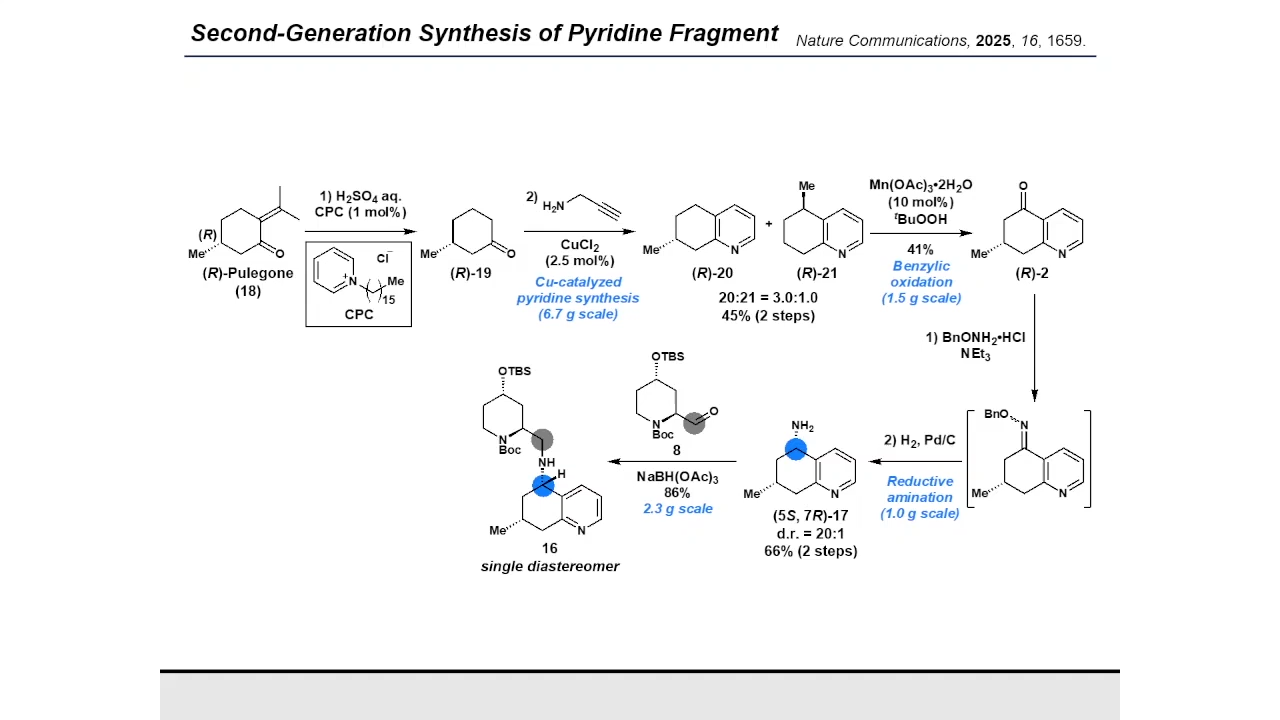 Second-Generation Synthesis of Pyridine Fragment
Nature Communications, 2025, 16, 1659.
(R)
Me
O
(R)-Pulegone
(18)
1) H₂SO₄ aq.
CPC (1 mol%)
Cl⁻
N⁺
Me
15
CPC
Me
O
(R)-19
2)
H₂N
CuCl₂
(2.5 mol%)
Cu-catalyzed
pyridine synthesis
(6.7 g scale)
Me
N
(R)-20
+
Me
N
(R)-21
20:21 = 3.0:1.0
45% (2 steps)
Mn(OAc)₃•2H₂O
(10 mol%)
ᵗBuOOH
41%
Benzylic
oxidation
(1.5 g scale)
O
Me
N
(R)-2
1) BnONH₂•HCl
NEt₃
BnO
N
Me
N
2) H₂, Pd/C
Reductive
amination
(1.0 g scale)
NH₂
Me
N
(5S, 7R)-17
d.r. = 20:1
66% (2 steps)
OTBS
O
N
Boc
8
NaBH(OAc)₃
86%
2.3 g scale
OTBS
N
Boc
NH
H
Me
N
16
single diastereomer